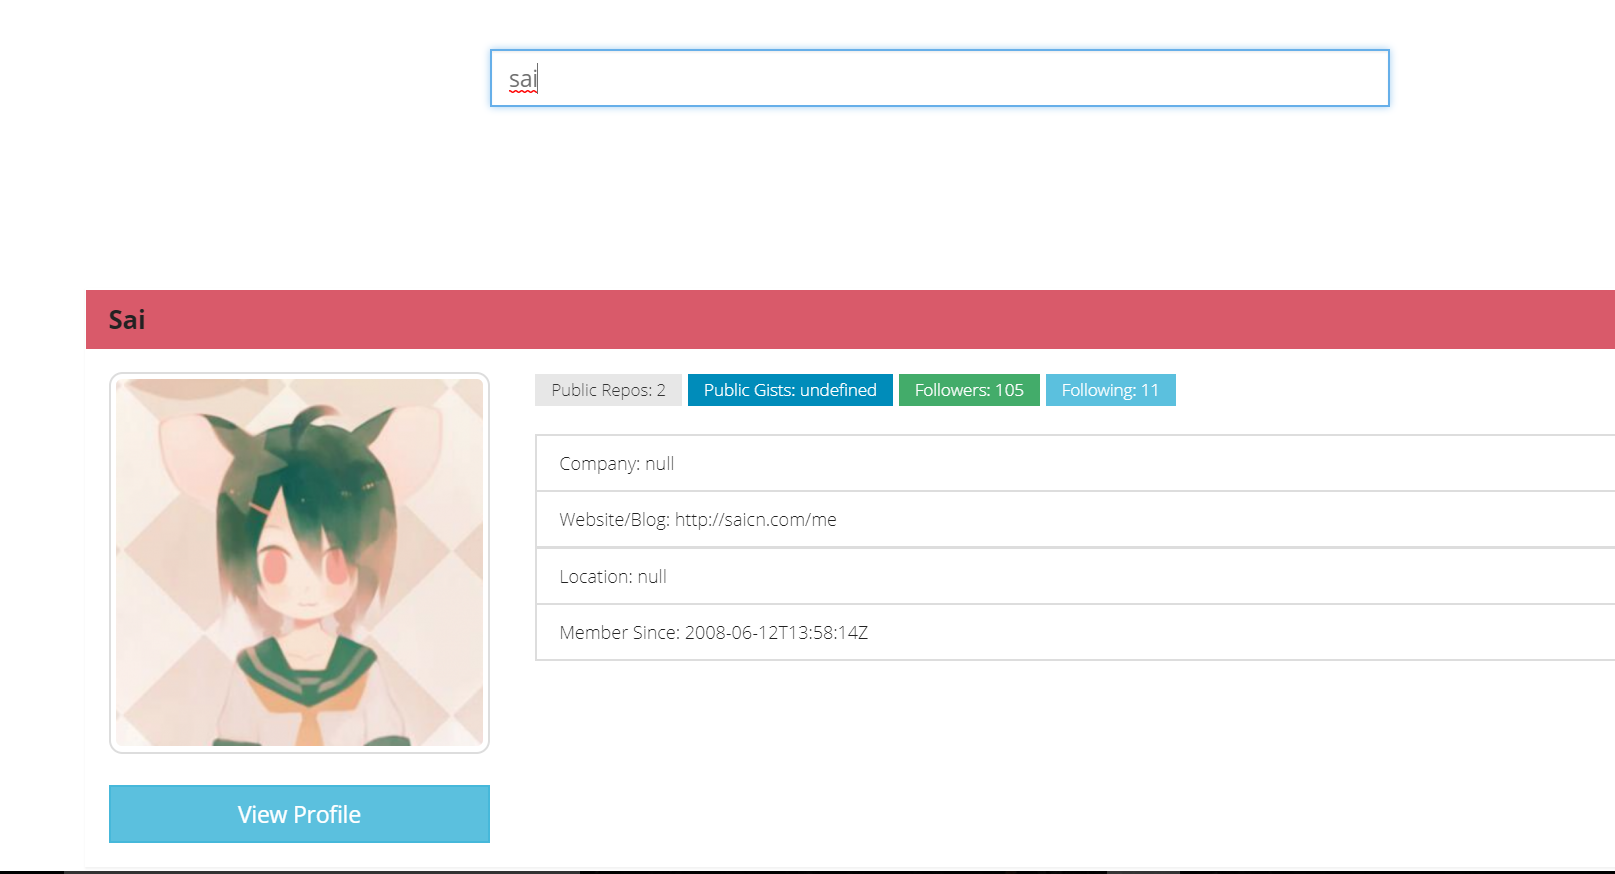 sai
Sai
Public Repos: 2 Public Gists: undefined Followers: 105 Following: 11
Company: null
Website/Blog: http://saicn.com/me
Location: null
Member Since: 2008-06-12T13:58:14Z
View Profile